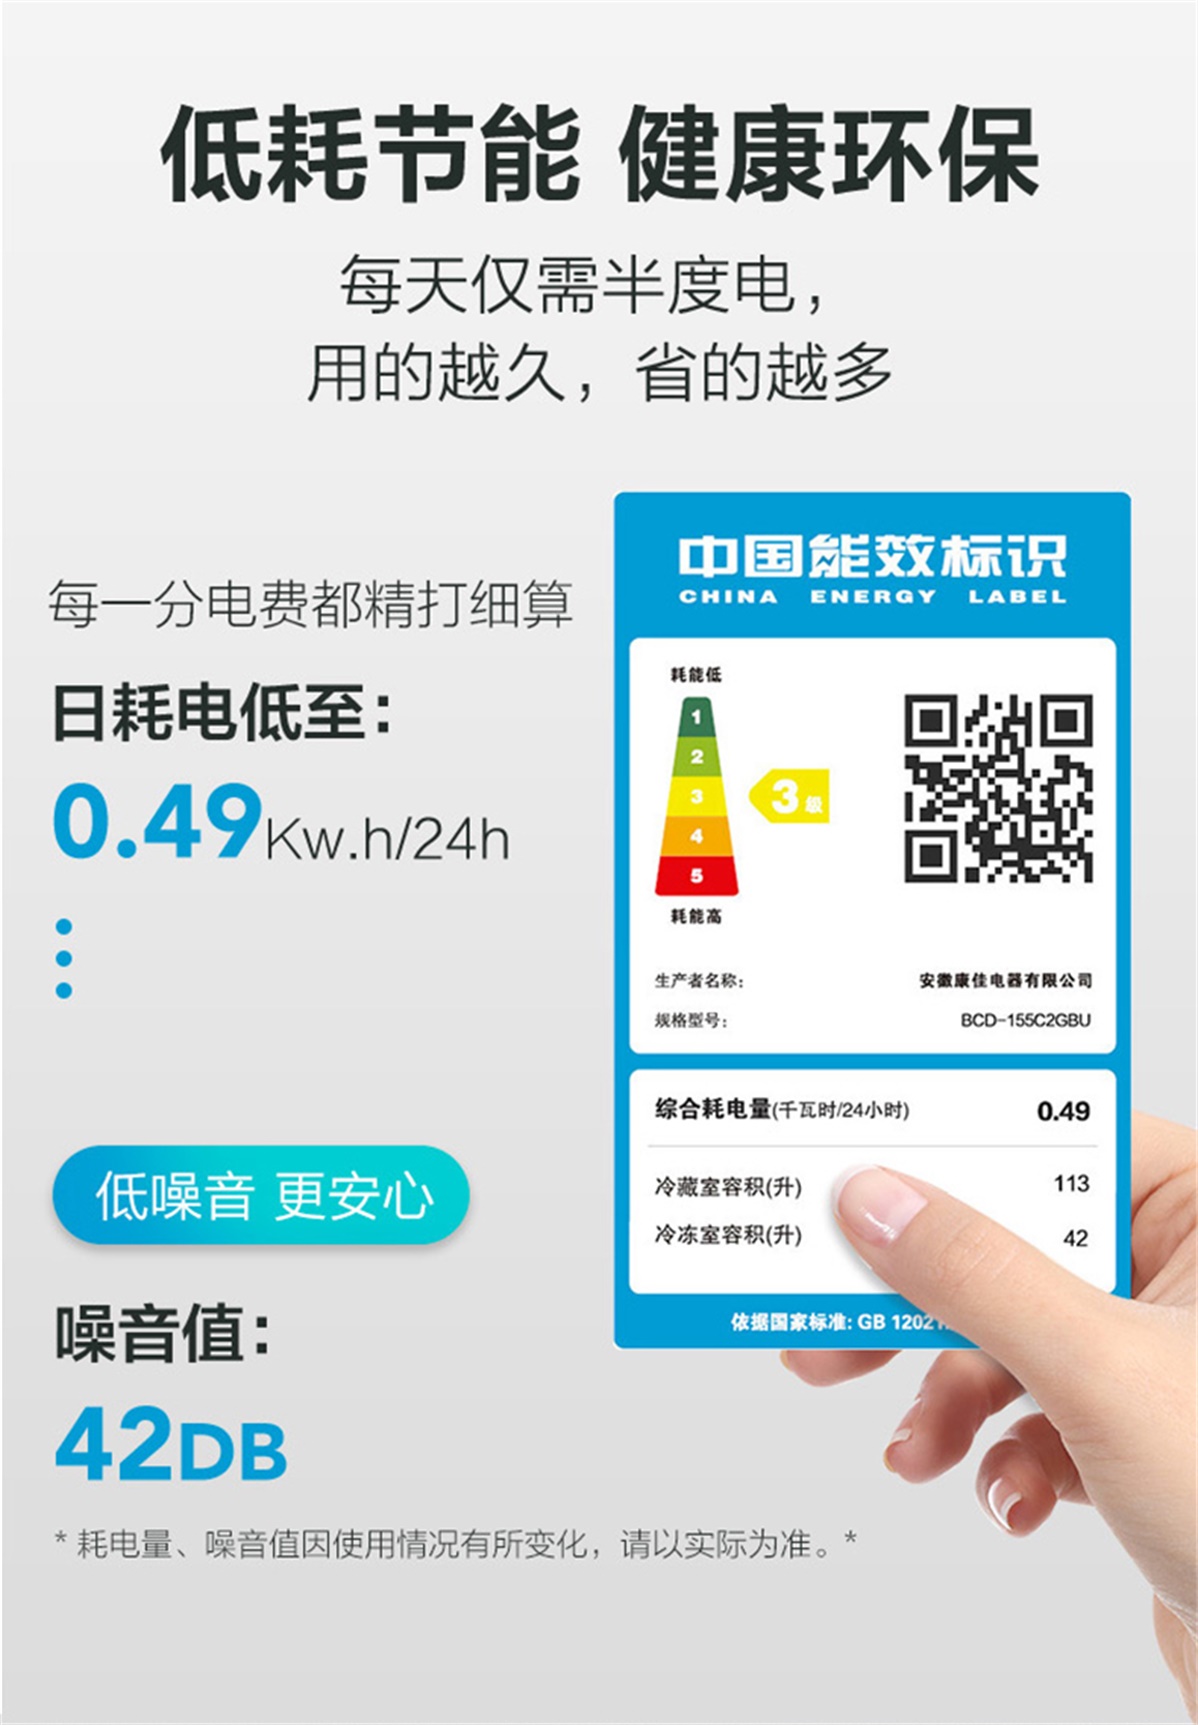 低耗节能 健康环保
每天仅需半度电，
用的越久，省的越多
每一分电费都精打细算
日耗电低至：
0.49Kw.h/24h
低噪音 更安心
噪音值：
42DB
*耗电量、噪音值因使用情况有所变化，请以实际为准。*
中国能效标识
CHINA ENERGY LABEL
耗能低
1
2
3
4
5
3级
耗能高
生产者名称： 安徽康佳电器有限公司
规格型号： BCD-155C2GBU
综合耗电量(千瓦时/24小时) 0.49
冷藏室容积(升) 113
冷冻室容积(升) 42
依据国家标准: GB 12021